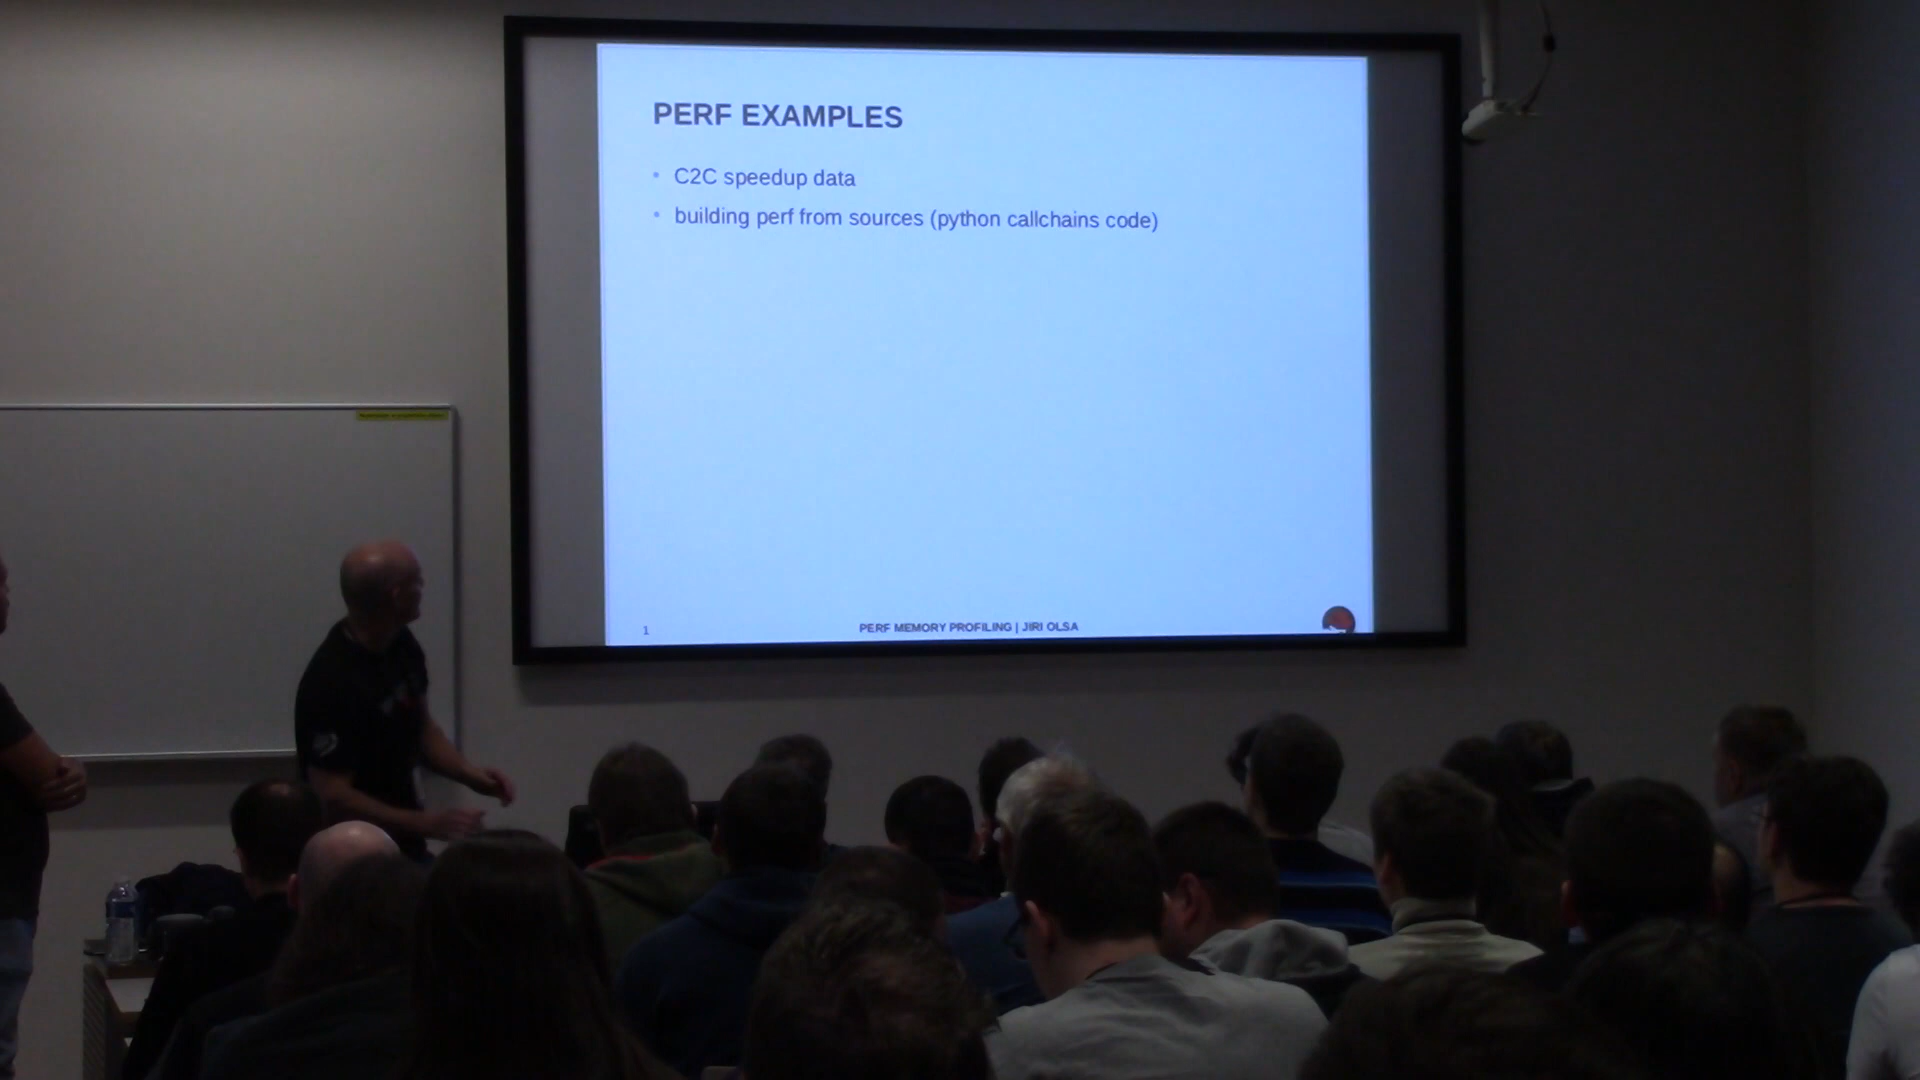 PERF EXAMPLES
C2C speedup data
building perf from sources (python callchains code)
1
PERF MEMORY PROFILING | JIRI OLSA